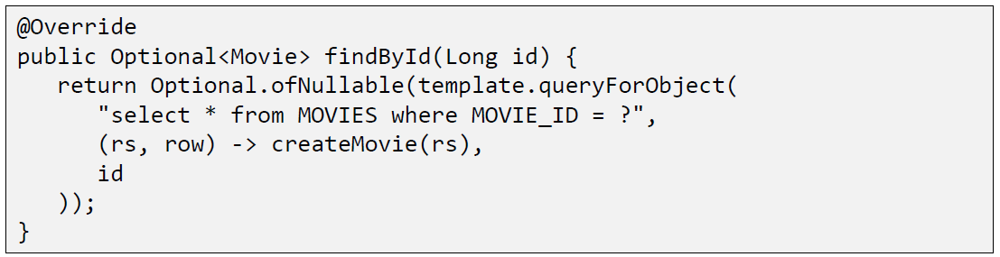 @Override
public Optional<Movie> findById(Long id) {
   return Optional.ofNullable(template.queryForObject(
      "select * from MOVIES where MOVIE_ID = ?",
      (rs, row) -> createMovie(rs),
      id
   ));
}